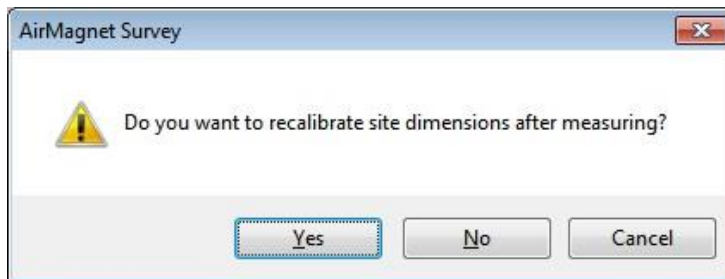 AirMagnet Survey
Do you want to recalibrate site dimensions after measuring?
Yes No Cancel